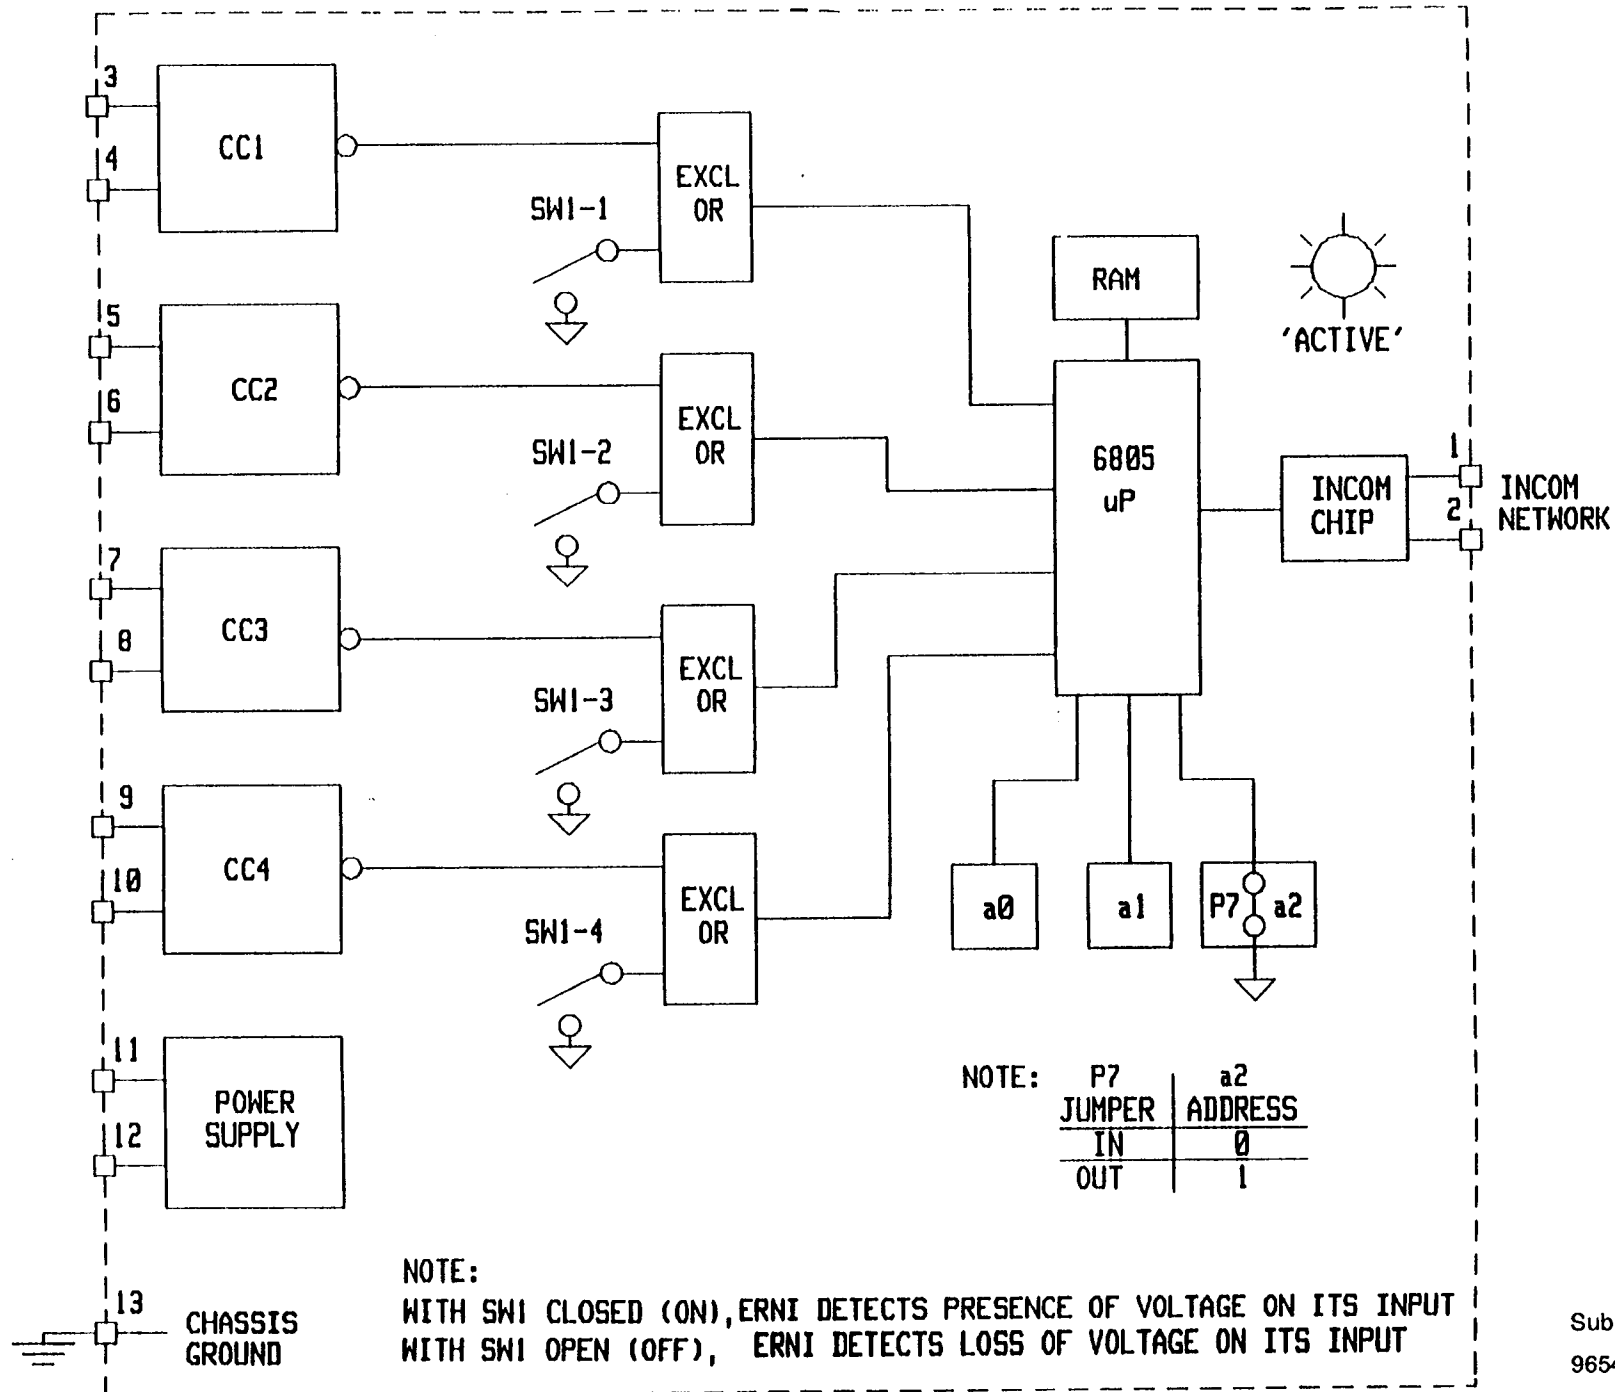 3
CC1
4
EXCL
OR
SW1-1
RAM
'ACTIVE'
5
CC2
6
EXCL
OR
SW1-2
6805
uP
INCOM
CHIP
1
2
INCOM
NETWORK
7
CC3
8
EXCL
OR
SW1-3
9
CC4
10
EXCL
OR
SW1-4
a0
a1
P7 a2
11
POWER
SUPPLY
12
NOTE: P7 a2
JUMPER ADDRESS
IN 0
OUT 1
13
CHASSIS
GROUND
NOTE:
WITH SW1 CLOSED (ON), ERNI DETECTS PRESENCE OF VOLTAGE ON ITS INPUT
WITH SW1 OPEN (OFF), ERNI DETECTS LOSS OF VOLTAGE ON ITS INPUT
Sub
9654